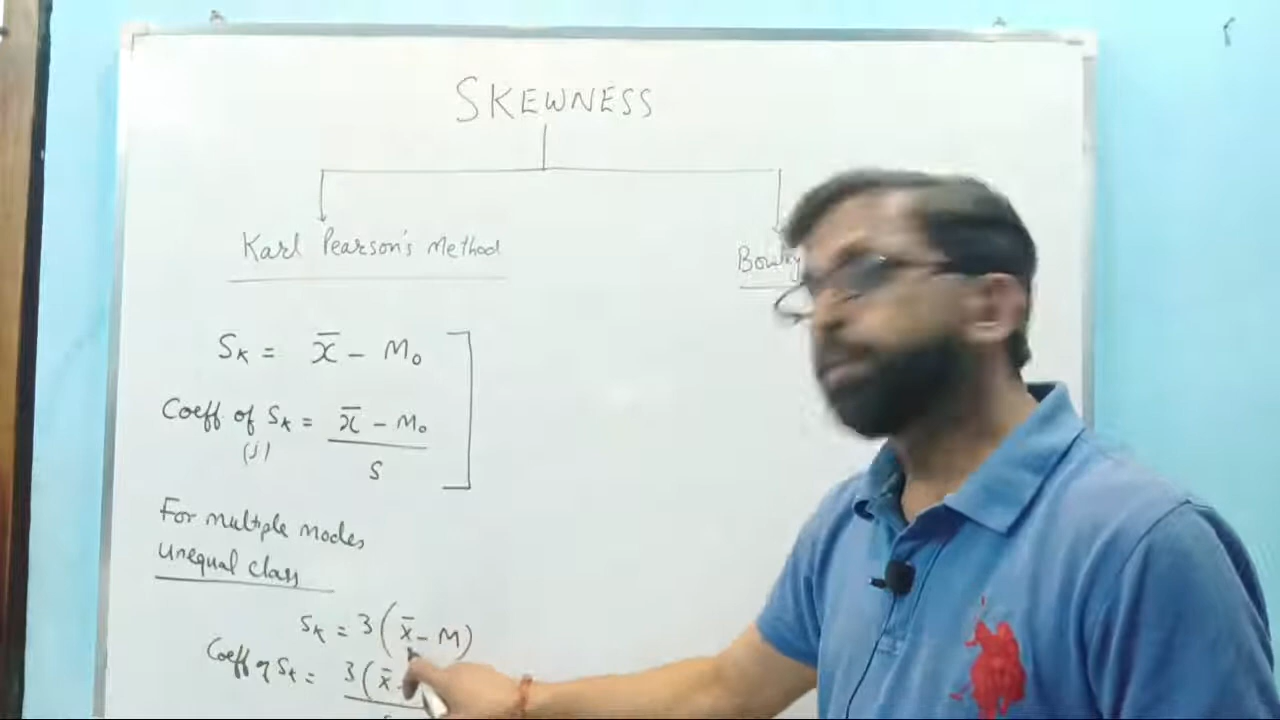 SKEWNESS
Karl Pearson's Method
Sk = x̄ - Mo
Coeff of Sk = x̄ - Mo
(J) S
For multiple modes
unequal class
Sk = 3(x̄ - M)
Coeff of Sk = 3(x̄